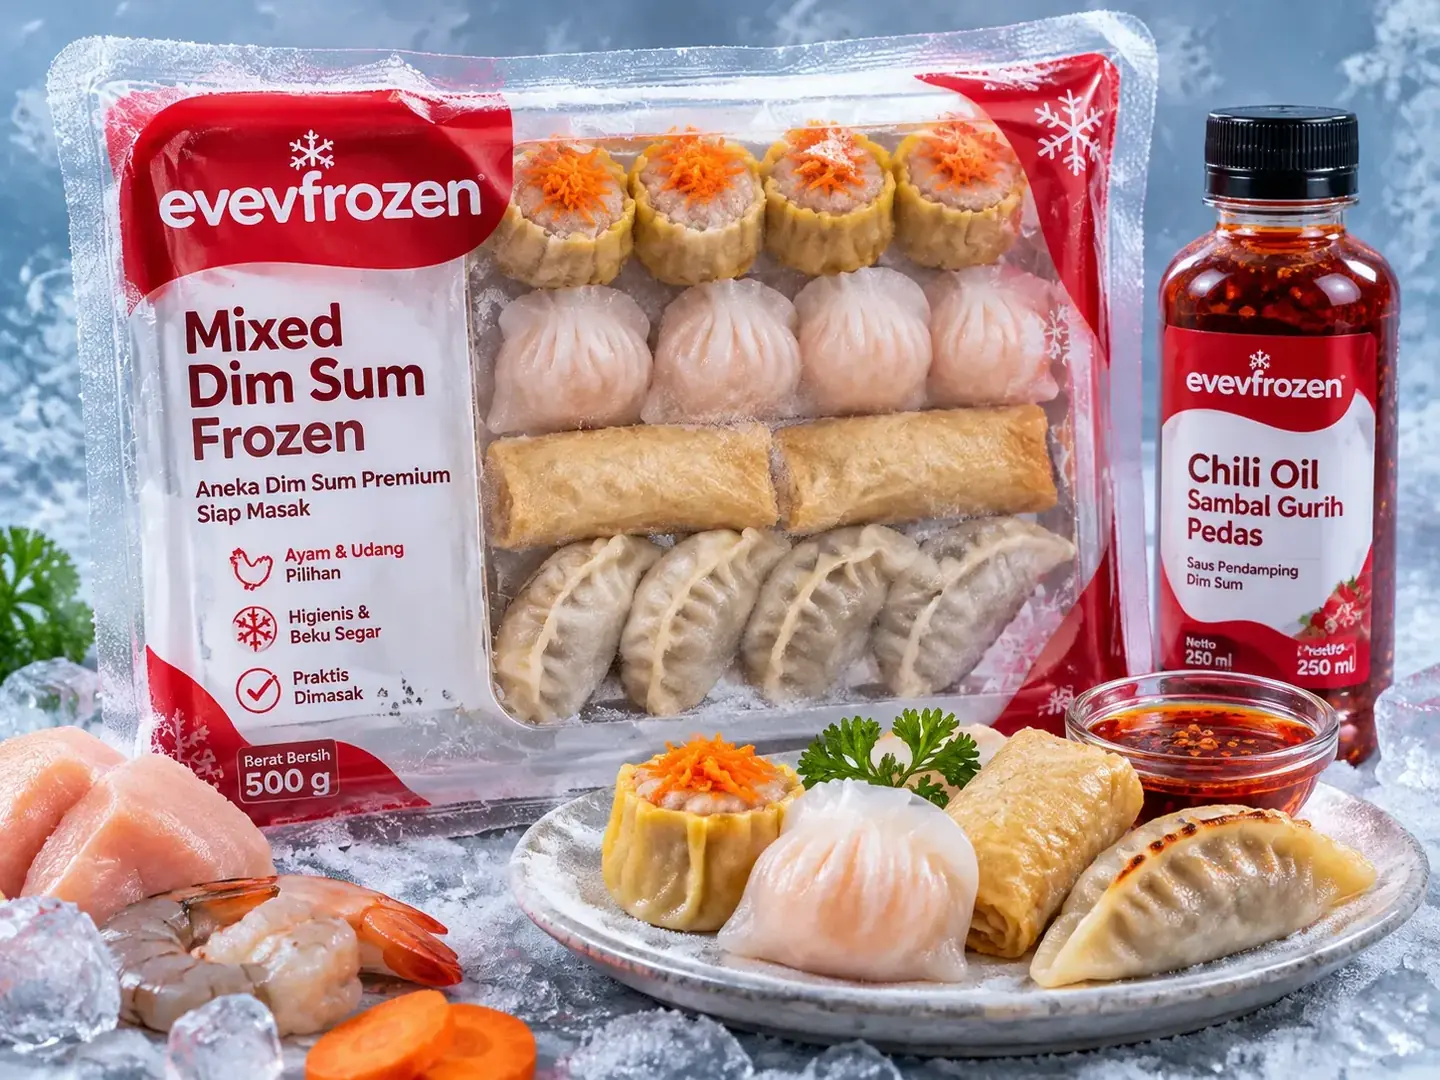 evevfrozen
Mixed
Dim Sum
Frozen
Aneka Dim Sum Premium
Siap Masak
Ayam & Udang
Pilihan
Higienis &
Beku Segar
Praktis
Dimasak
Berat Bersih
500 g
evevfrozen
Chili Oil
Sambal Gurih
Pedas
Saus Pendamping
Dim Sum
Netto
250 ml
250 ml